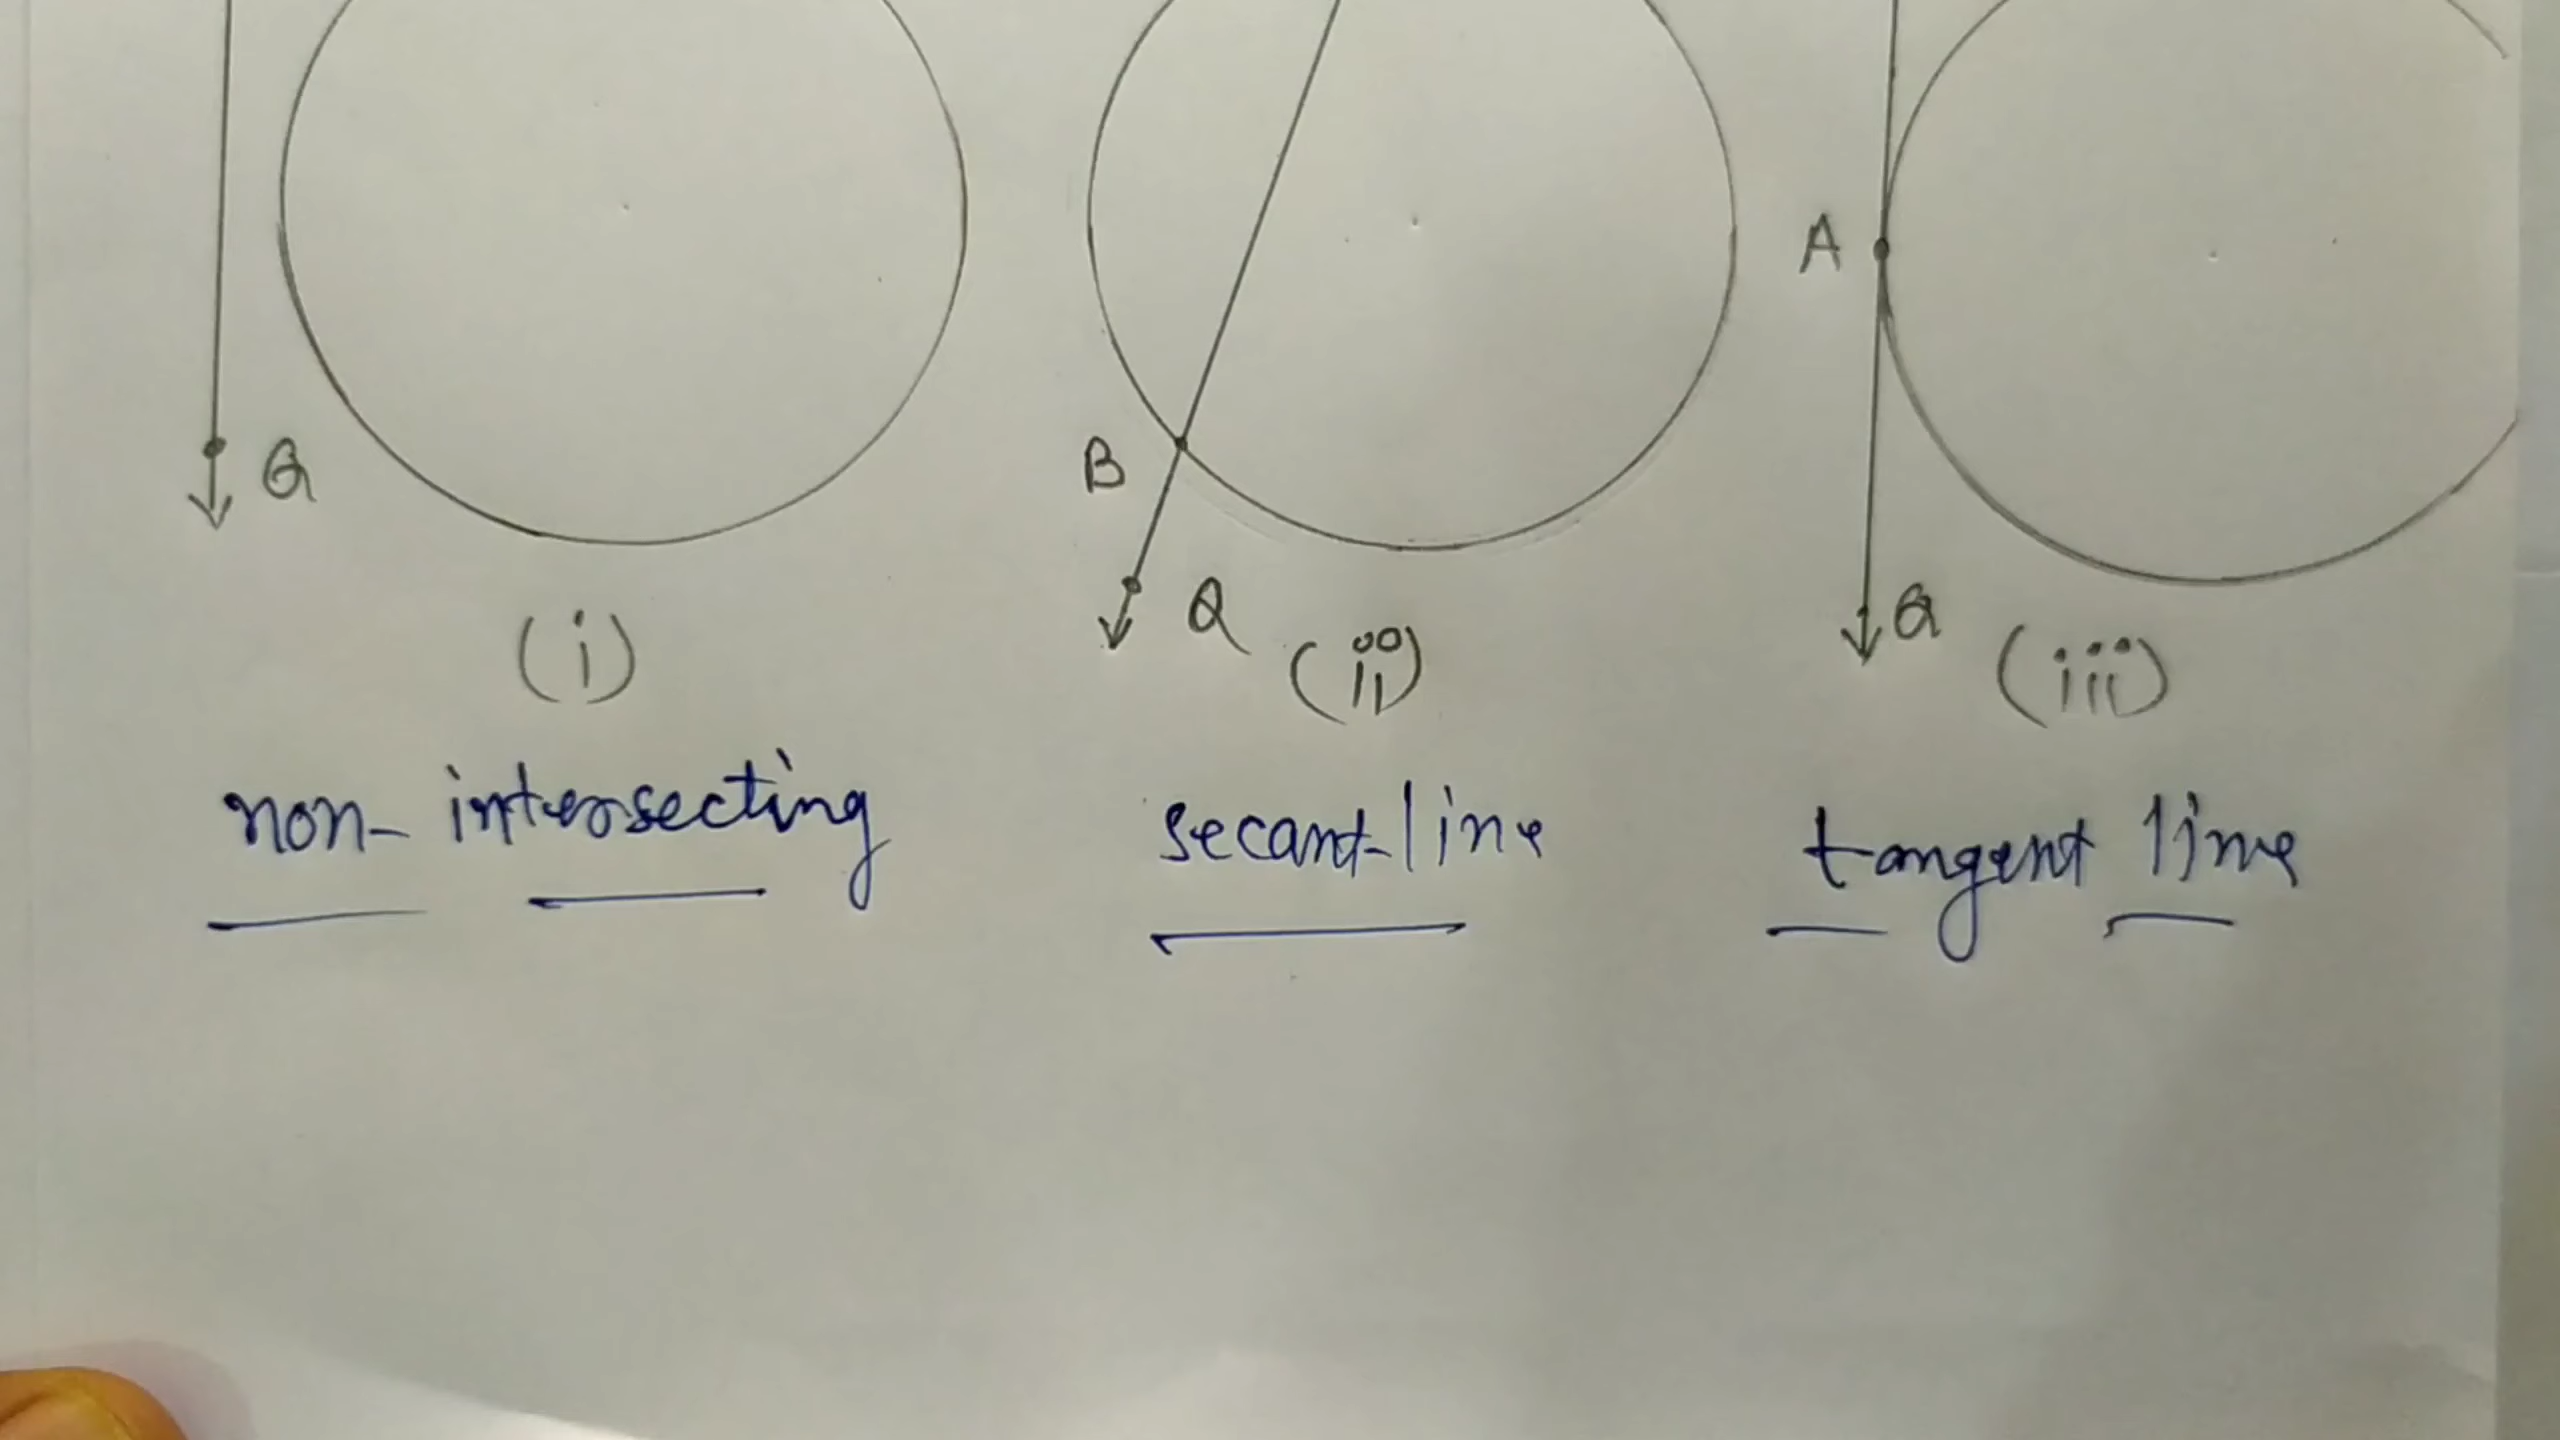 A
Q
B
Q
Q
(i) (ii) (iii)
non-intersecting secant-line tangent line